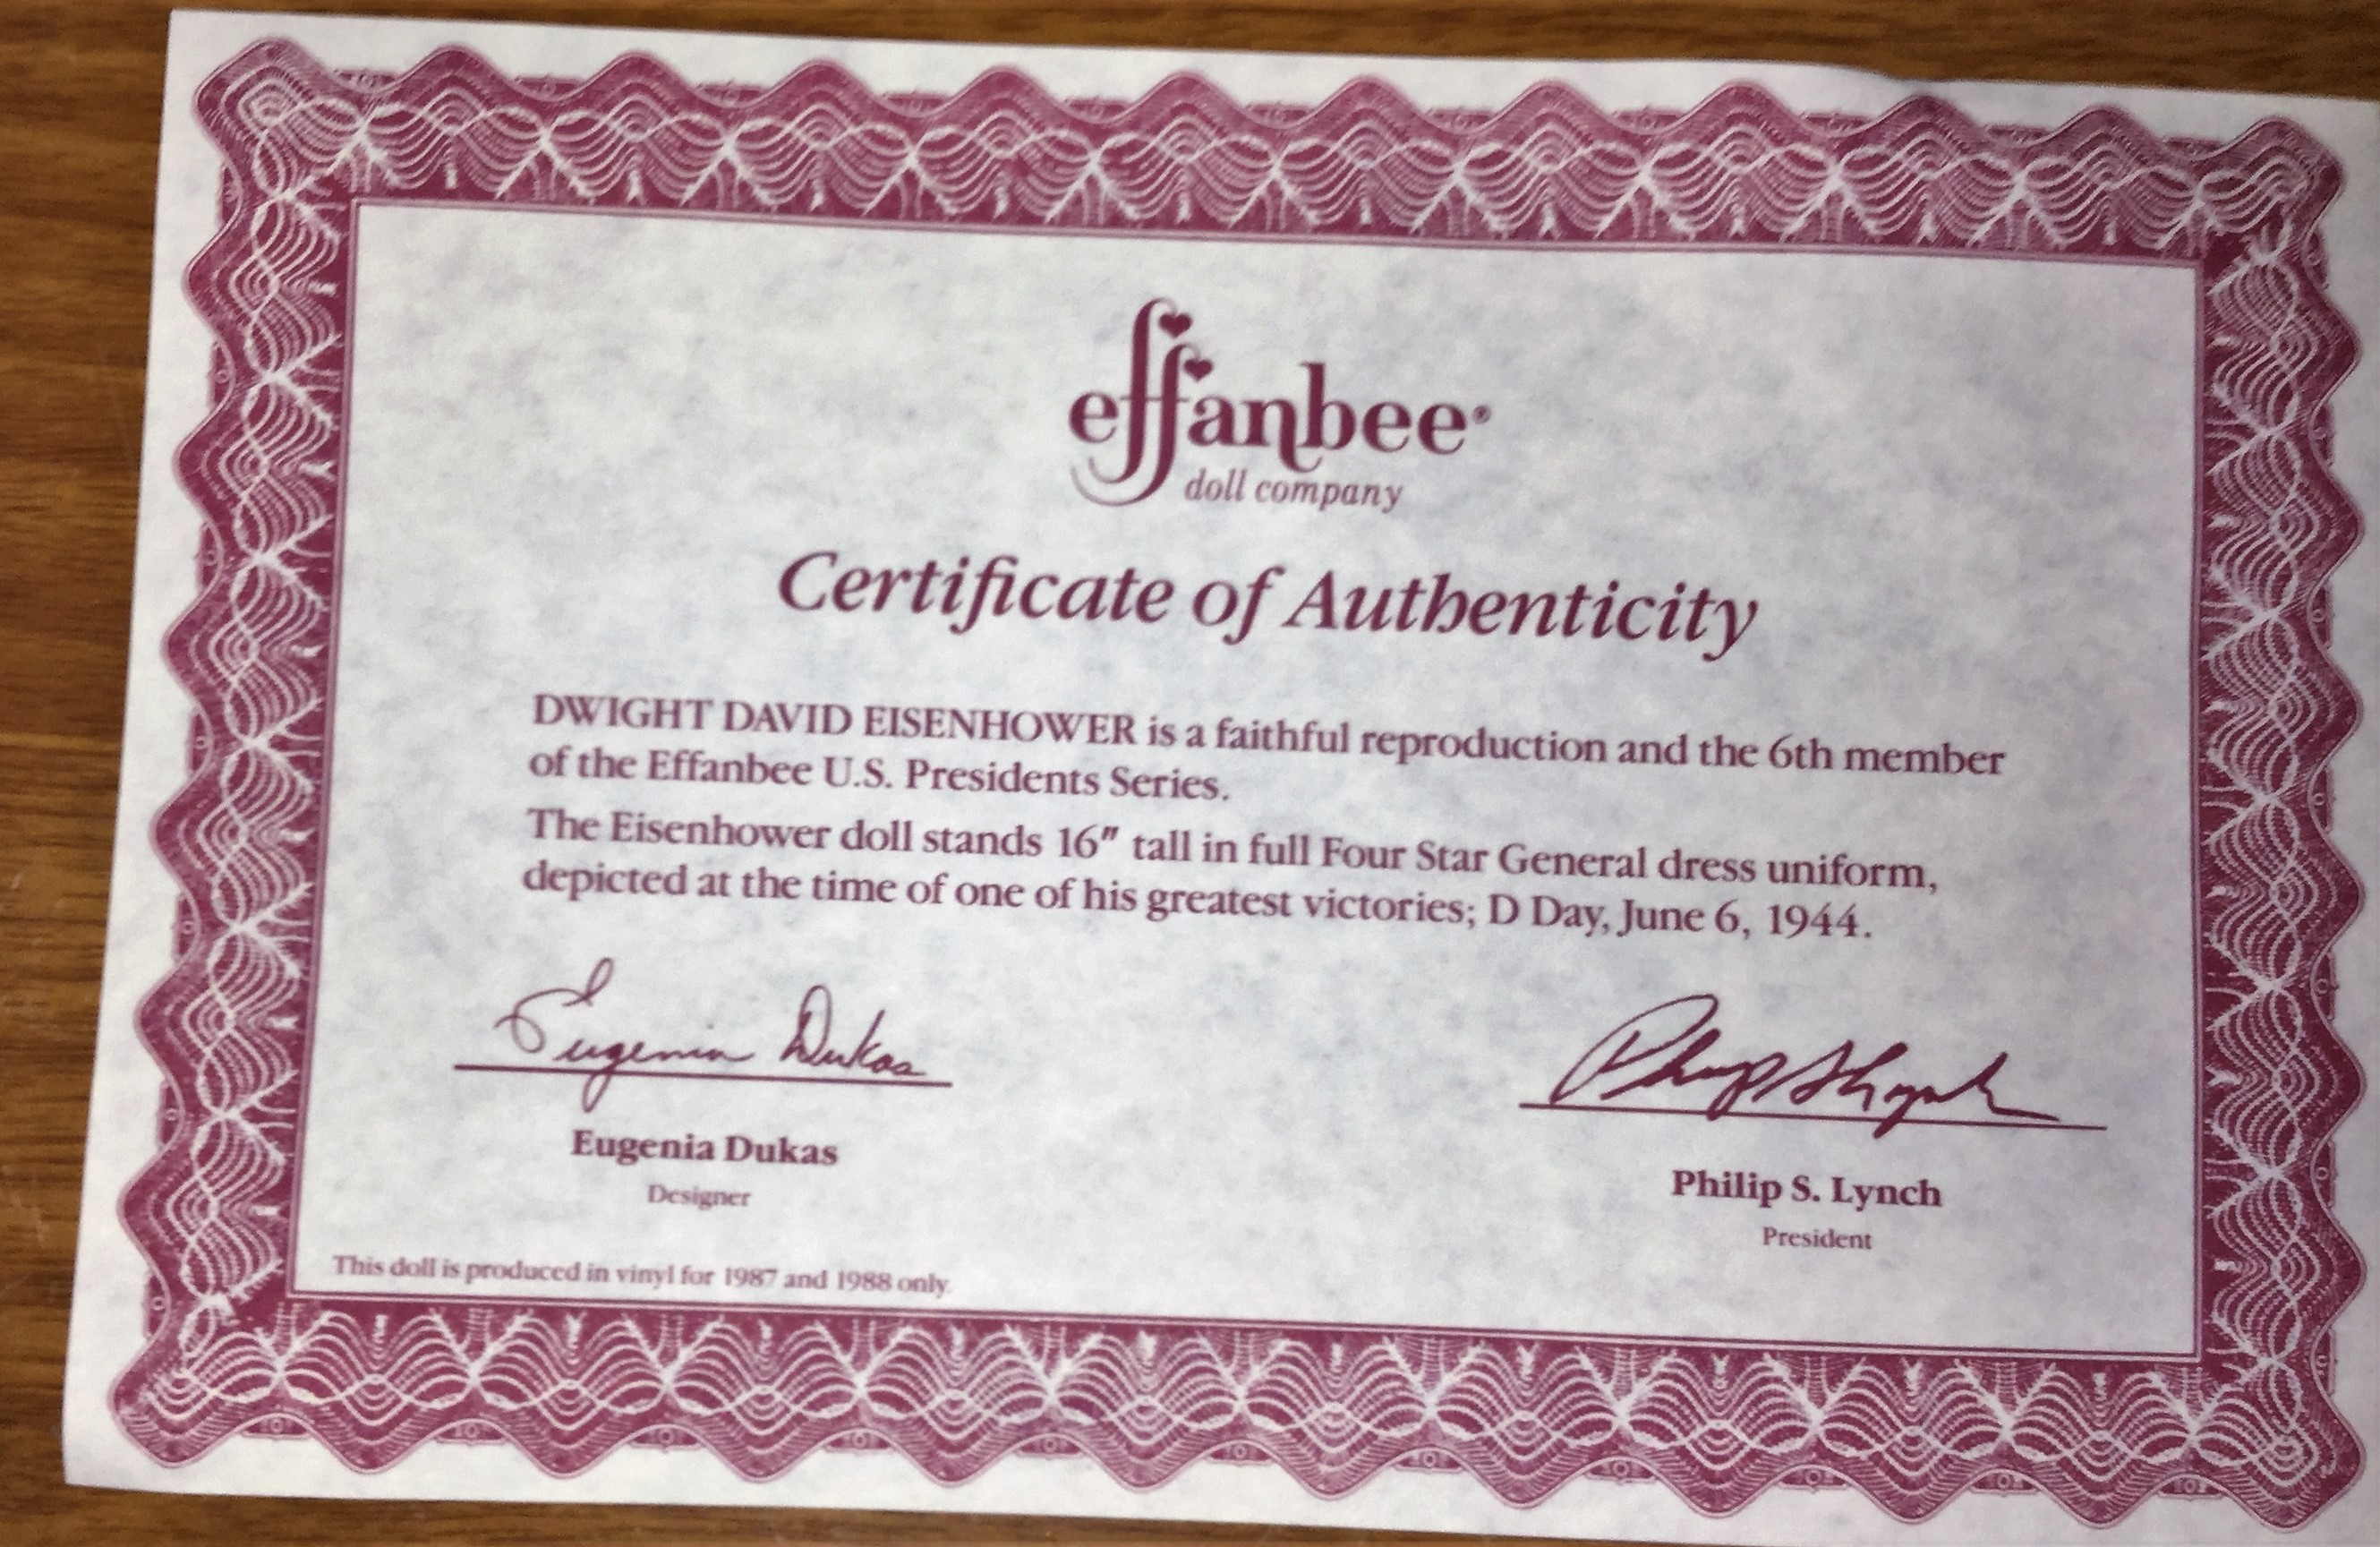 effanbee®
doll company
Certificate of Authenticity
DWIGHT DAVID EISENHOWER is a faithful reproduction and the 6th member
of the Effanbee U.S. Presidents Series.
The Eisenhower doll stands 16" tall in full Four Star General dress uniform,
depicted at the time of one of his greatest victories; D Day, June 6, 1944.
Eugenia Dukas
Philip S. Lynch
Eugenia Dukas
Philip S. Lynch
Designer
President
This doll is produced in vinyl for 1987 and 1988 only.